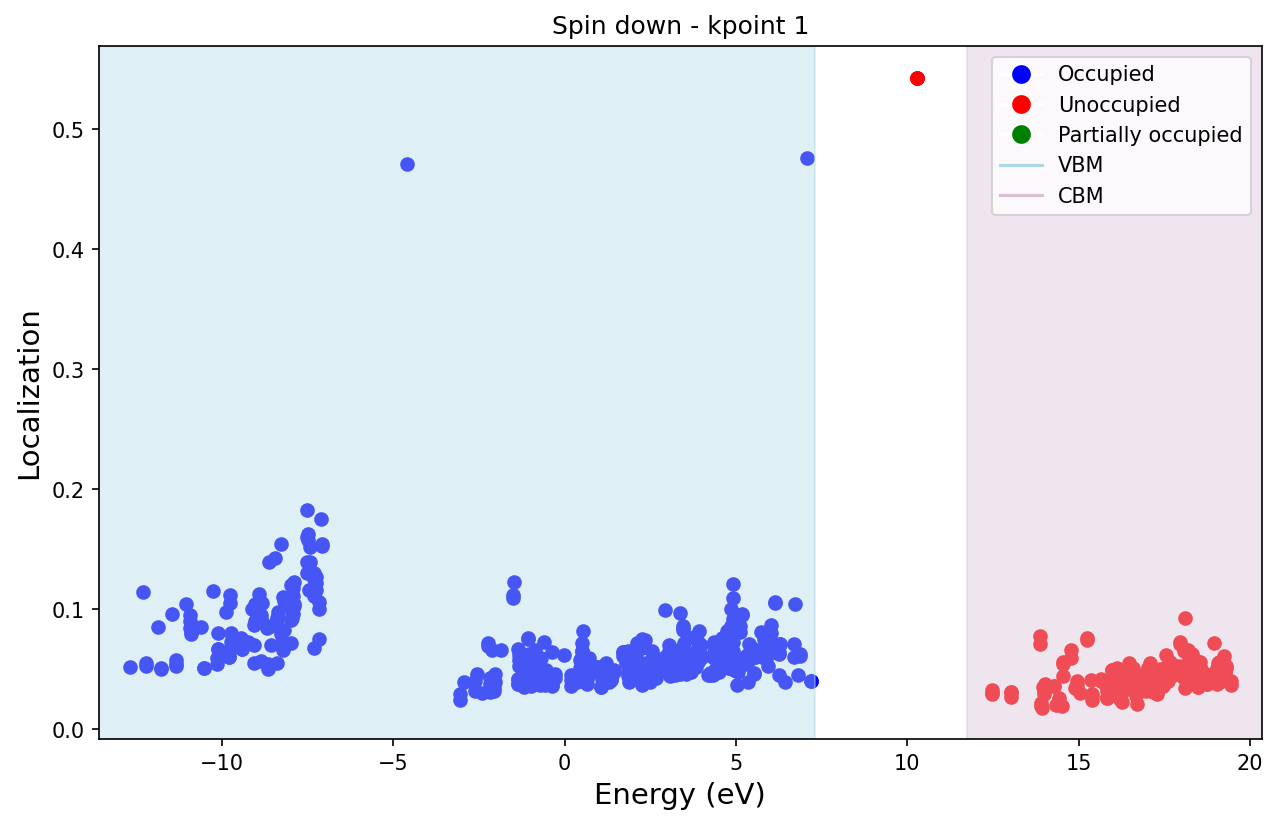 Spin down - kpoint 1
Localization
0.5
0.4
0.3
0.2
0.1
0.0
−10
−5
0
5
10
15
20
Energy (eV)
Occupied
Unoccupied
Partially occupied
VBM
CBM